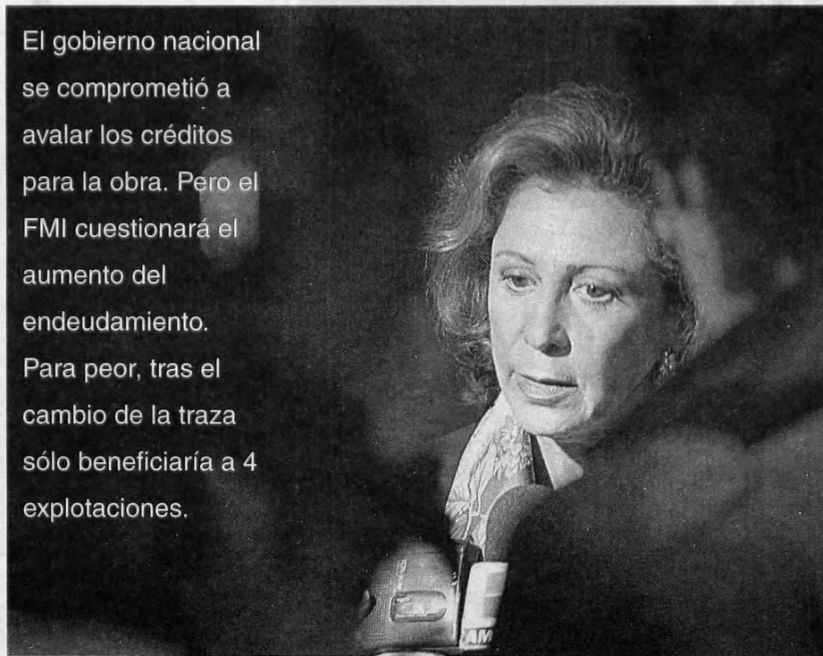 El gobierno nacional
se comprometió a
avalar los créditos
para la obra. Pero el
FMI cuestionará el
aumento del
endeudamiento.
Para peor, tras el
cambio de la traza
sólo beneficiaría a 4
explotaciones.
AM